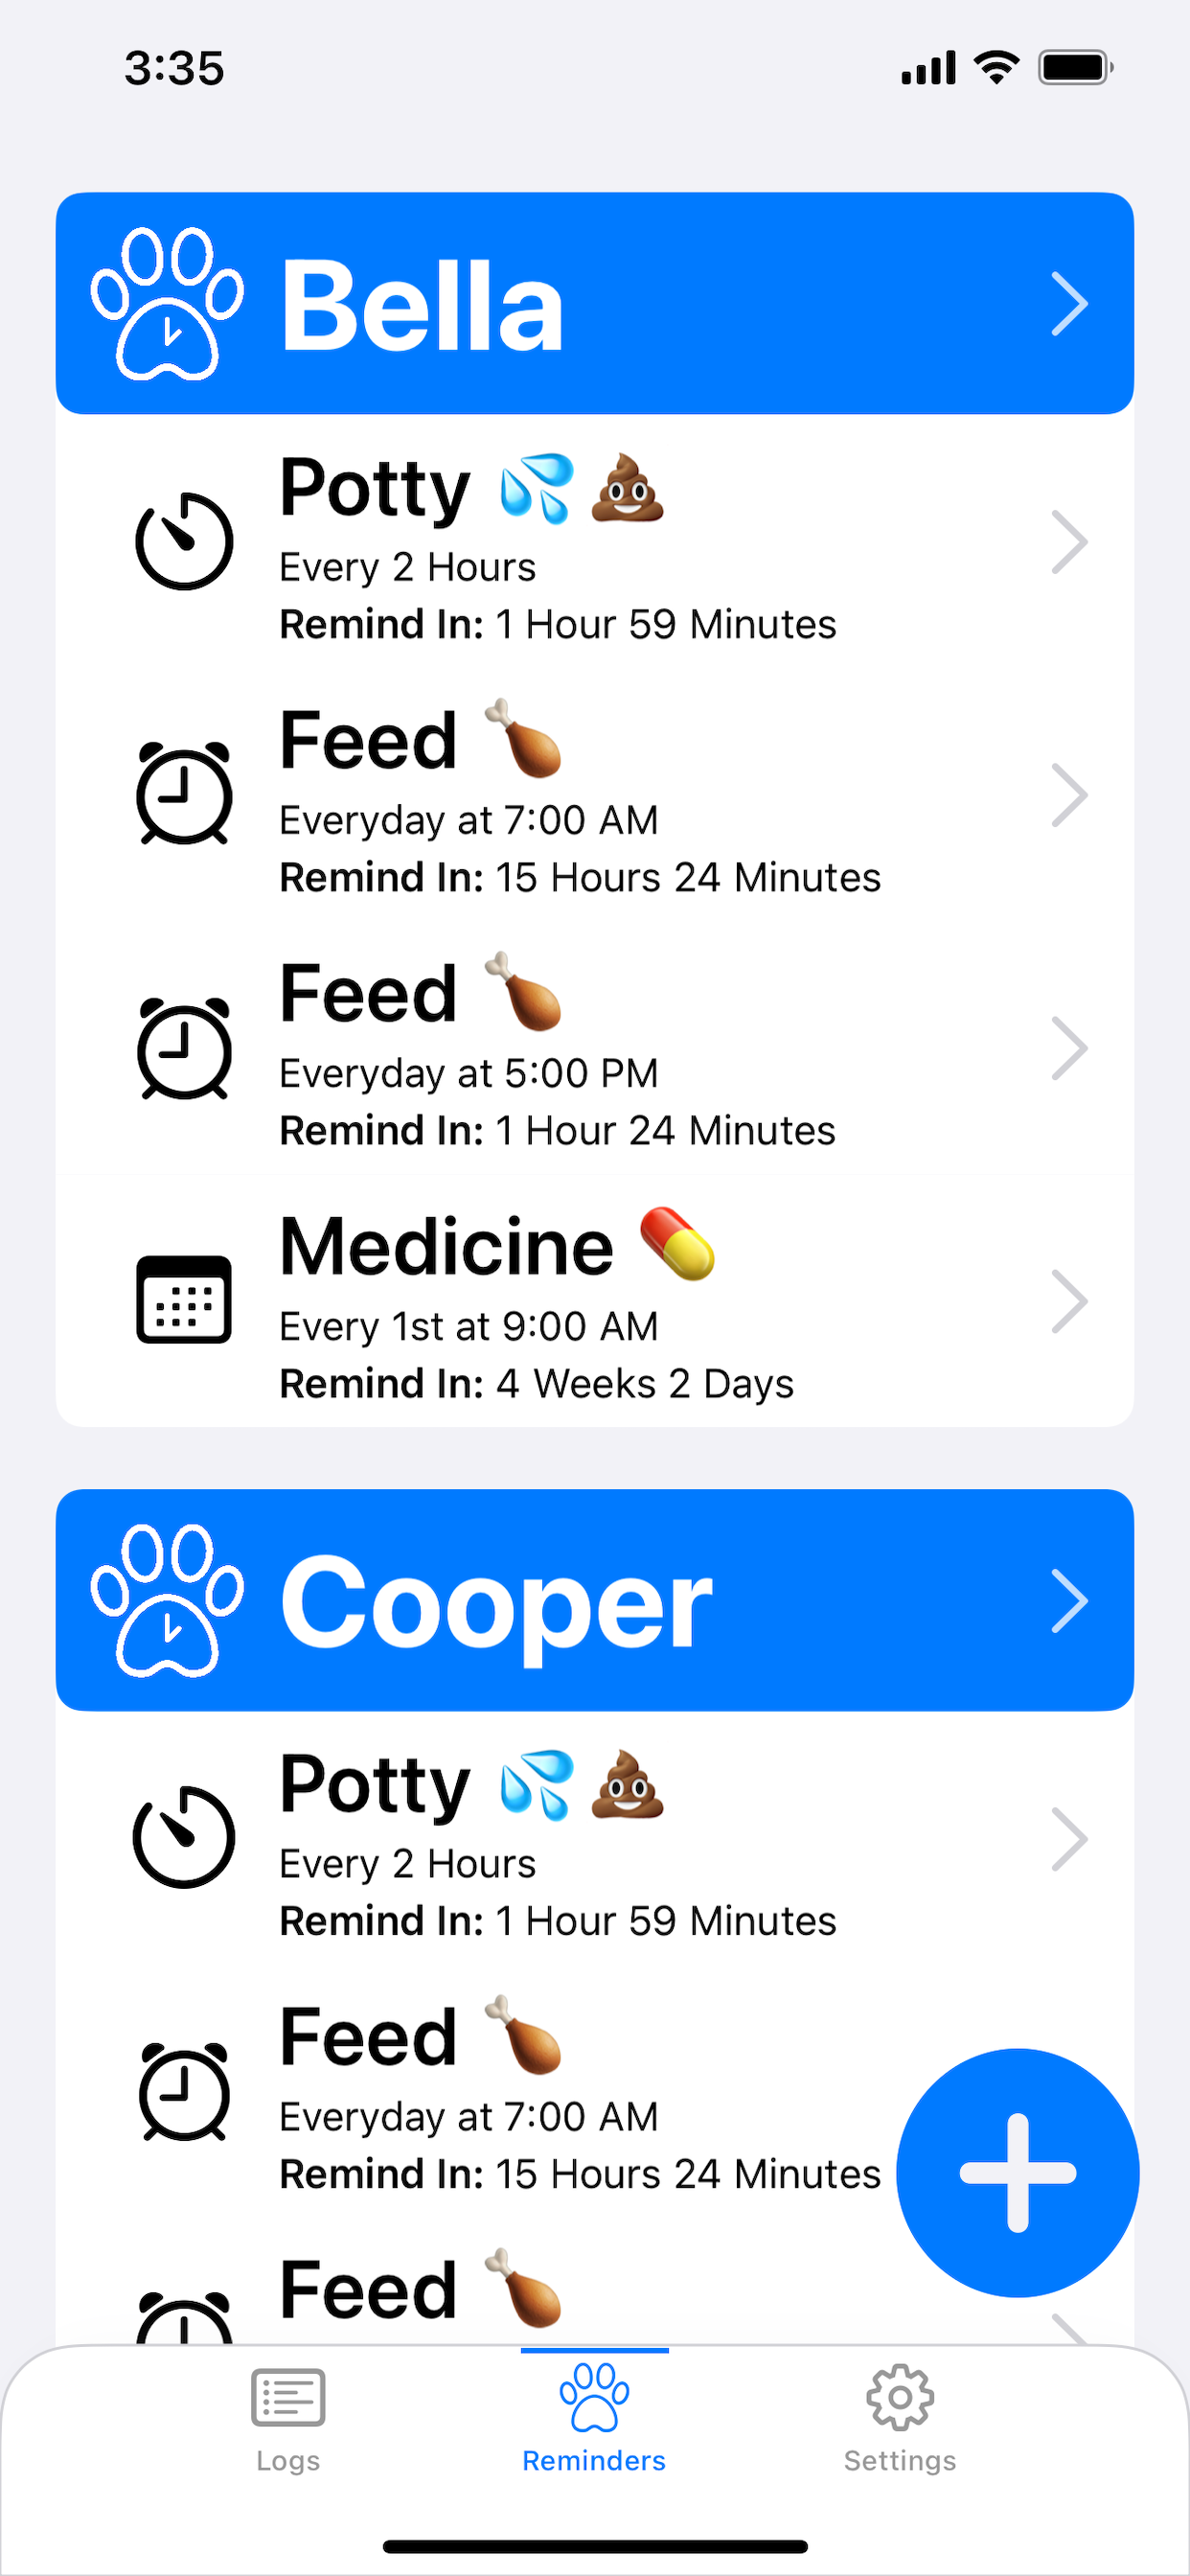 3:35
Bella
Potty 💦 💩
Every 2 Hours
Remind In: 1 Hour 59 Minutes
Feed 🍗
Everyday at 7:00 AM
Remind In: 15 Hours 24 Minutes
Feed 🍗
Everyday at 5:00 PM
Remind In: 1 Hour 24 Minutes
Medicine 💊
Every 1st at 9:00 AM
Remind In: 4 Weeks 2 Days
Cooper
Potty 💦 💩
Every 2 Hours
Remind In: 1 Hour 59 Minutes
Feed 🍗
Everyday at 7:00 AM
Remind In: 15 Hours 24 Minutes
Feed 🍗
Logs
Reminders
Settings